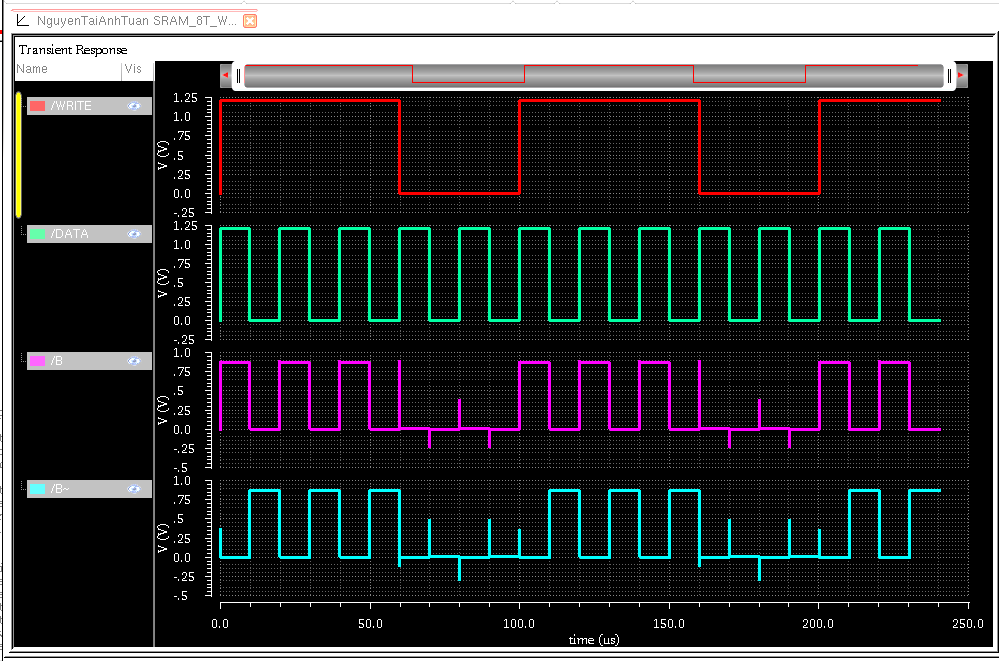 NguyenTaiAnhTuan SRAM_8T_W...
Transient Response
Name Vis
/WRITE
1.25
1.0
.75
.5
.25
0.0
-.25
V (V)
/DATA
1.25
1.0
.75
.5
.25
0.0
-.25
V (V)
/B
1.0
.75
.5
.25
0.0
-.25
-.5
V (V)
/B~
1.0
.75
.5
.25
0.0
-.25
-.5
V (V)
0.0 50.0 100.0 150.0 200.0 250.0
time (us)